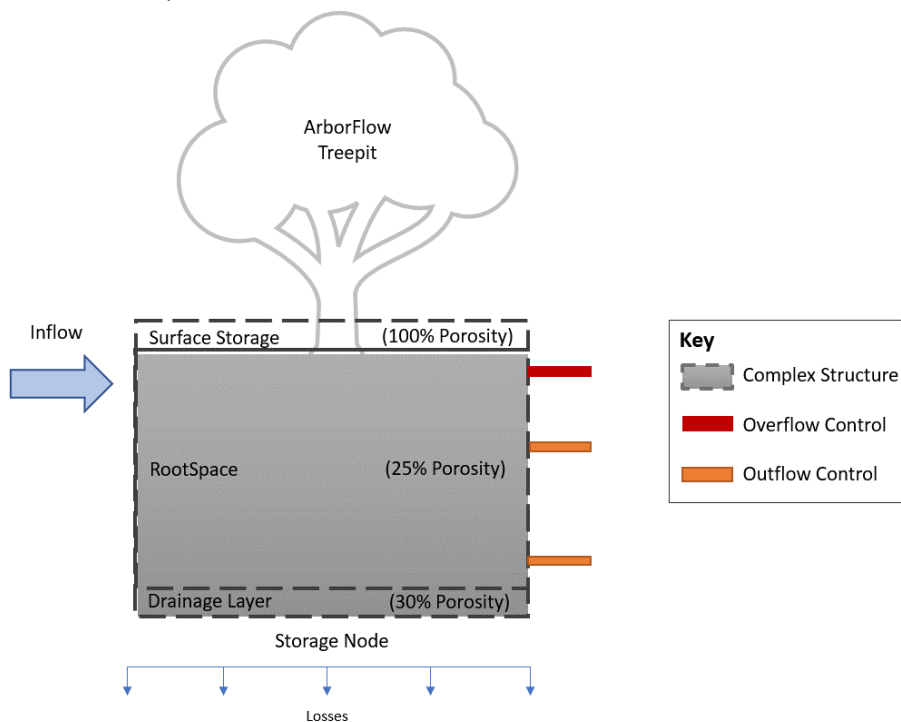 ArborFlow
Treepit
Inflow
Surface Storage (100% Porosity)
RootSpace (25% Porosity)
Drainage Layer (30% Porosity)
Storage Node
Losses
Key
Complex Structure
Overflow Control
Outflow Control